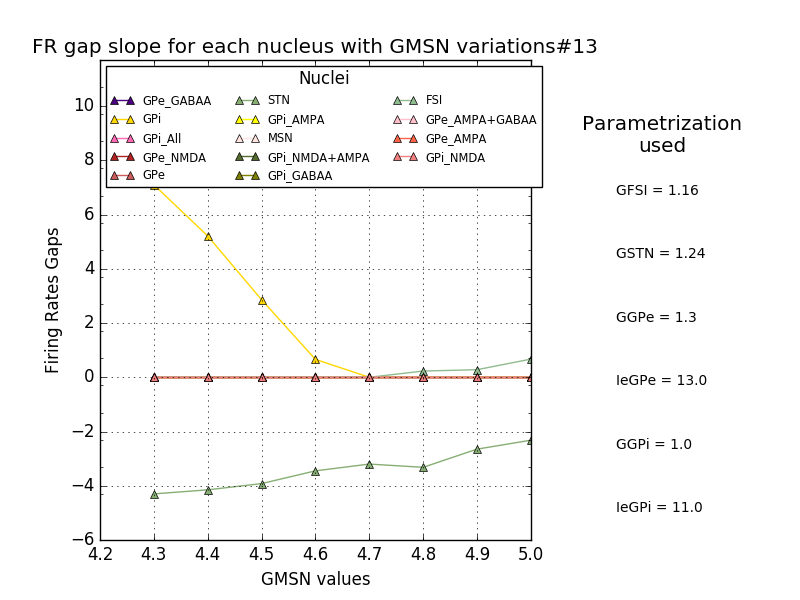 FR gap slope for each nucleus with GMSN variations#13
Nuclei
GPe_GABAA STN FSI
GPi GPi_AMPA GPe_AMPA+GABAA
GPi_All MSN GPe_AMPA
GPe_NMDA GPi_NMDA+AMPA GPi_NMDA
GPe GPi_GABAA
10
8
6
4
2
0
−2
−4
−6
Firing Rates Gaps
4.2 4.3 4.4 4.5 4.6 4.7 4.8 4.9 5.0
GMSN values
Parametrization
used
GFSI = 1.16
GSTN = 1.24
GGPe = 1.3
IeGPe = 13.0
GGPi = 1.0
IeGPi = 11.0